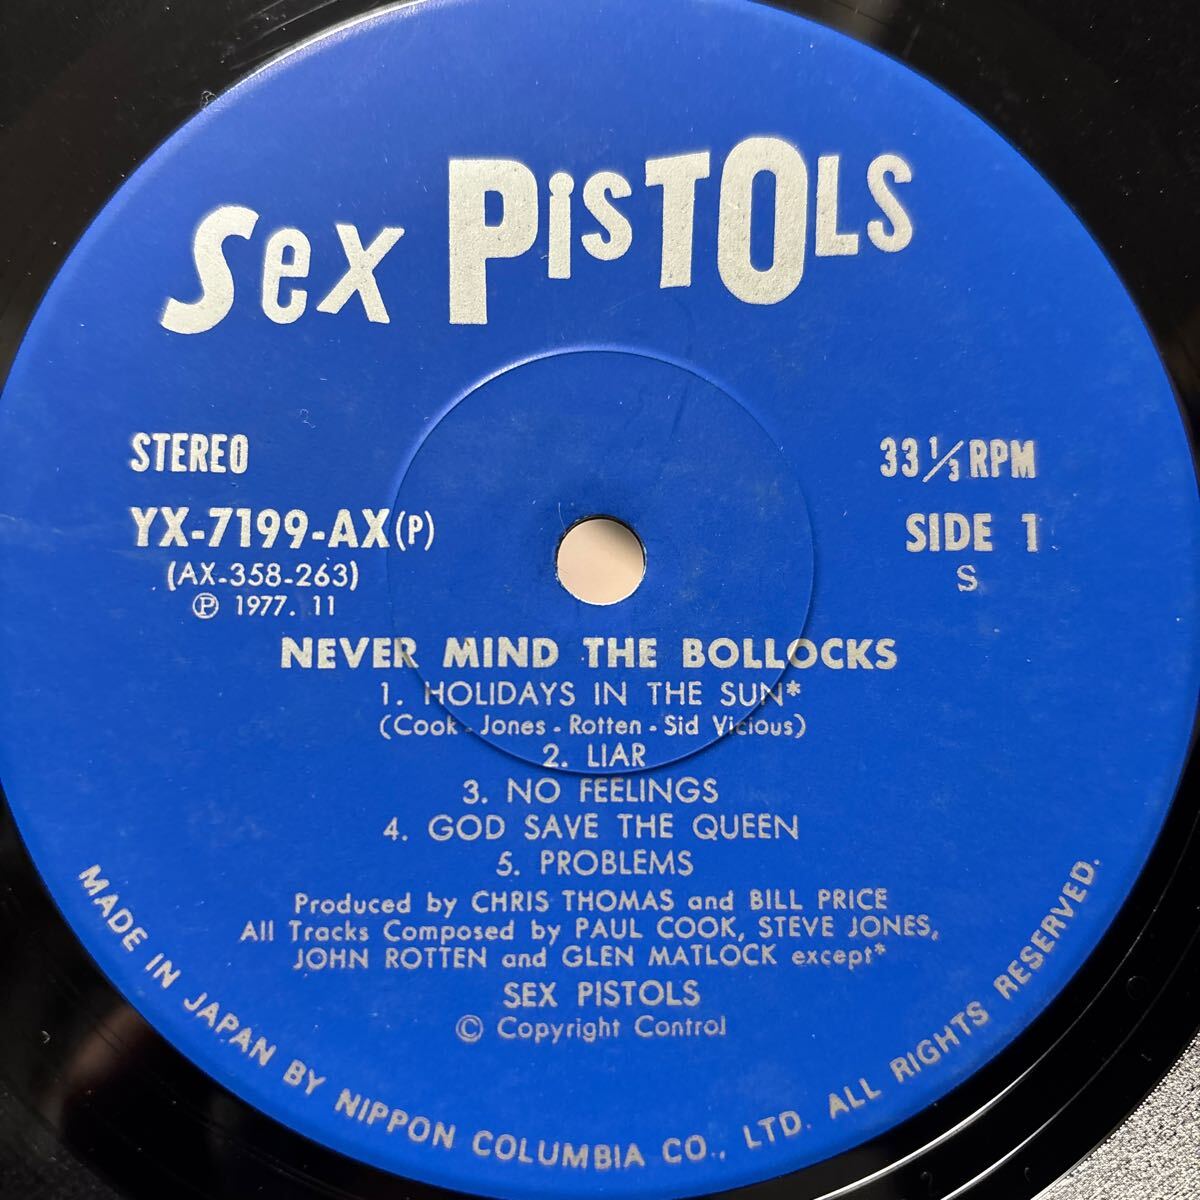 Sex PiSTOLS
STEREO
33 1/3 RPM
YX-7199-AX(P)
SIDE 1
(AX-358-263)
S
Ⓟ 1977. 11
NEVER MIND THE BOLLOCKS
1. HOLIDAYS IN THE SUN*
(Cook - Jones - Rotten - Sid Vicious)
2. LIAR
3. NO FEELINGS
4. GOD SAVE THE QUEEN
5. PROBLEMS
Produced by CHRIS THOMAS and BILL PRICE
All Tracks Composed by PAUL COOK, STEVE JONES,
JOHN ROTTEN and GLEN MATLOCK except*
SEX PISTOLS
© Copyright Control
MADE IN JAPAN BY NIPPON COLUMBIA CO., LTD. ALL RIGHTS RESERVED.